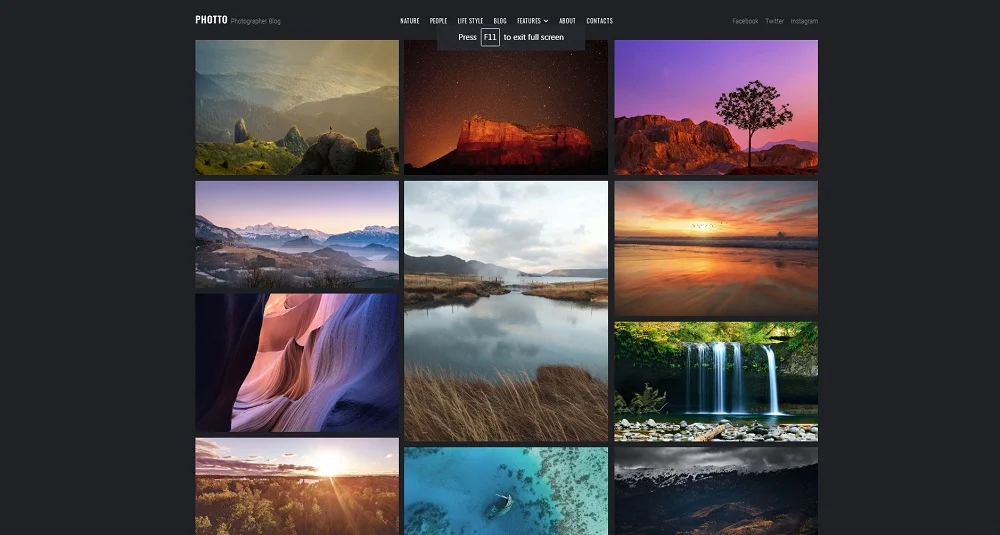 PHOTTO Photographer Blog NATURE PEOPLE LIFE STYLE BLOG FEATURES ABOUT CONTACTS Facebook Twitter Instagram
Press F11 to exit full screen